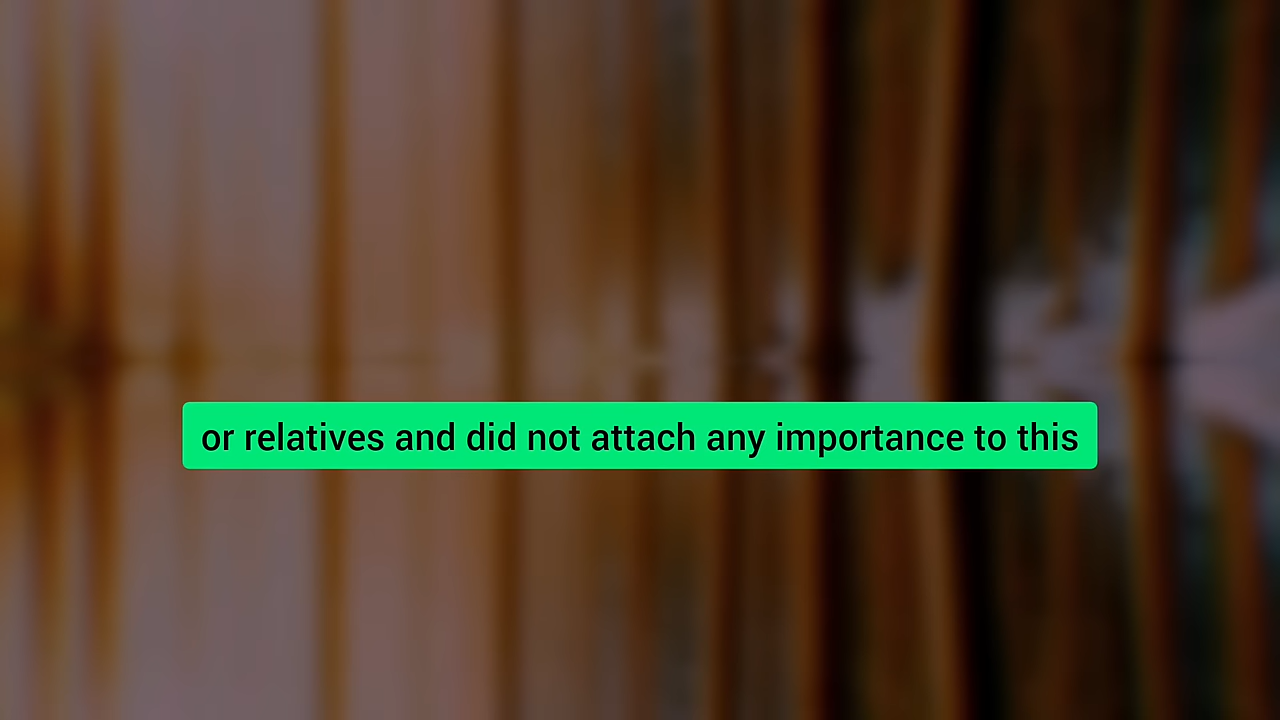 or relatives and did not attach any importance to this